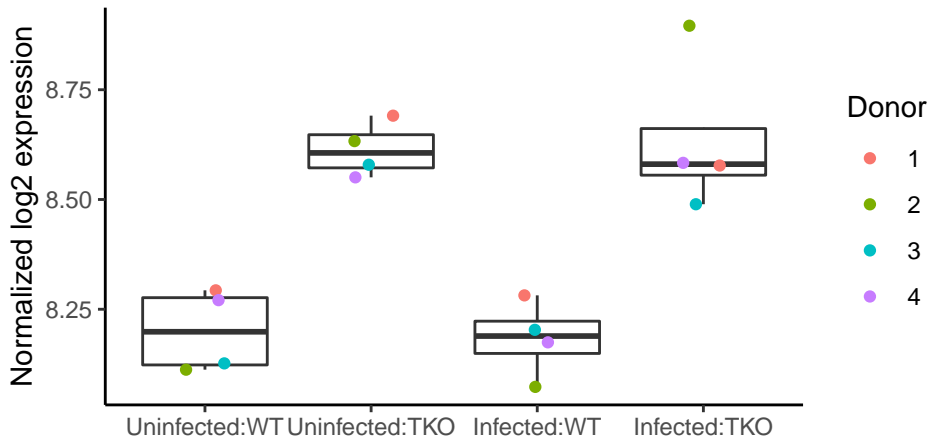 Normalized log2 expression
8.75
8.50
8.25
Uninfected:WT
Uninfected:TKO
Infected:WT
Infected:TKO
Donor
1
2
3
4